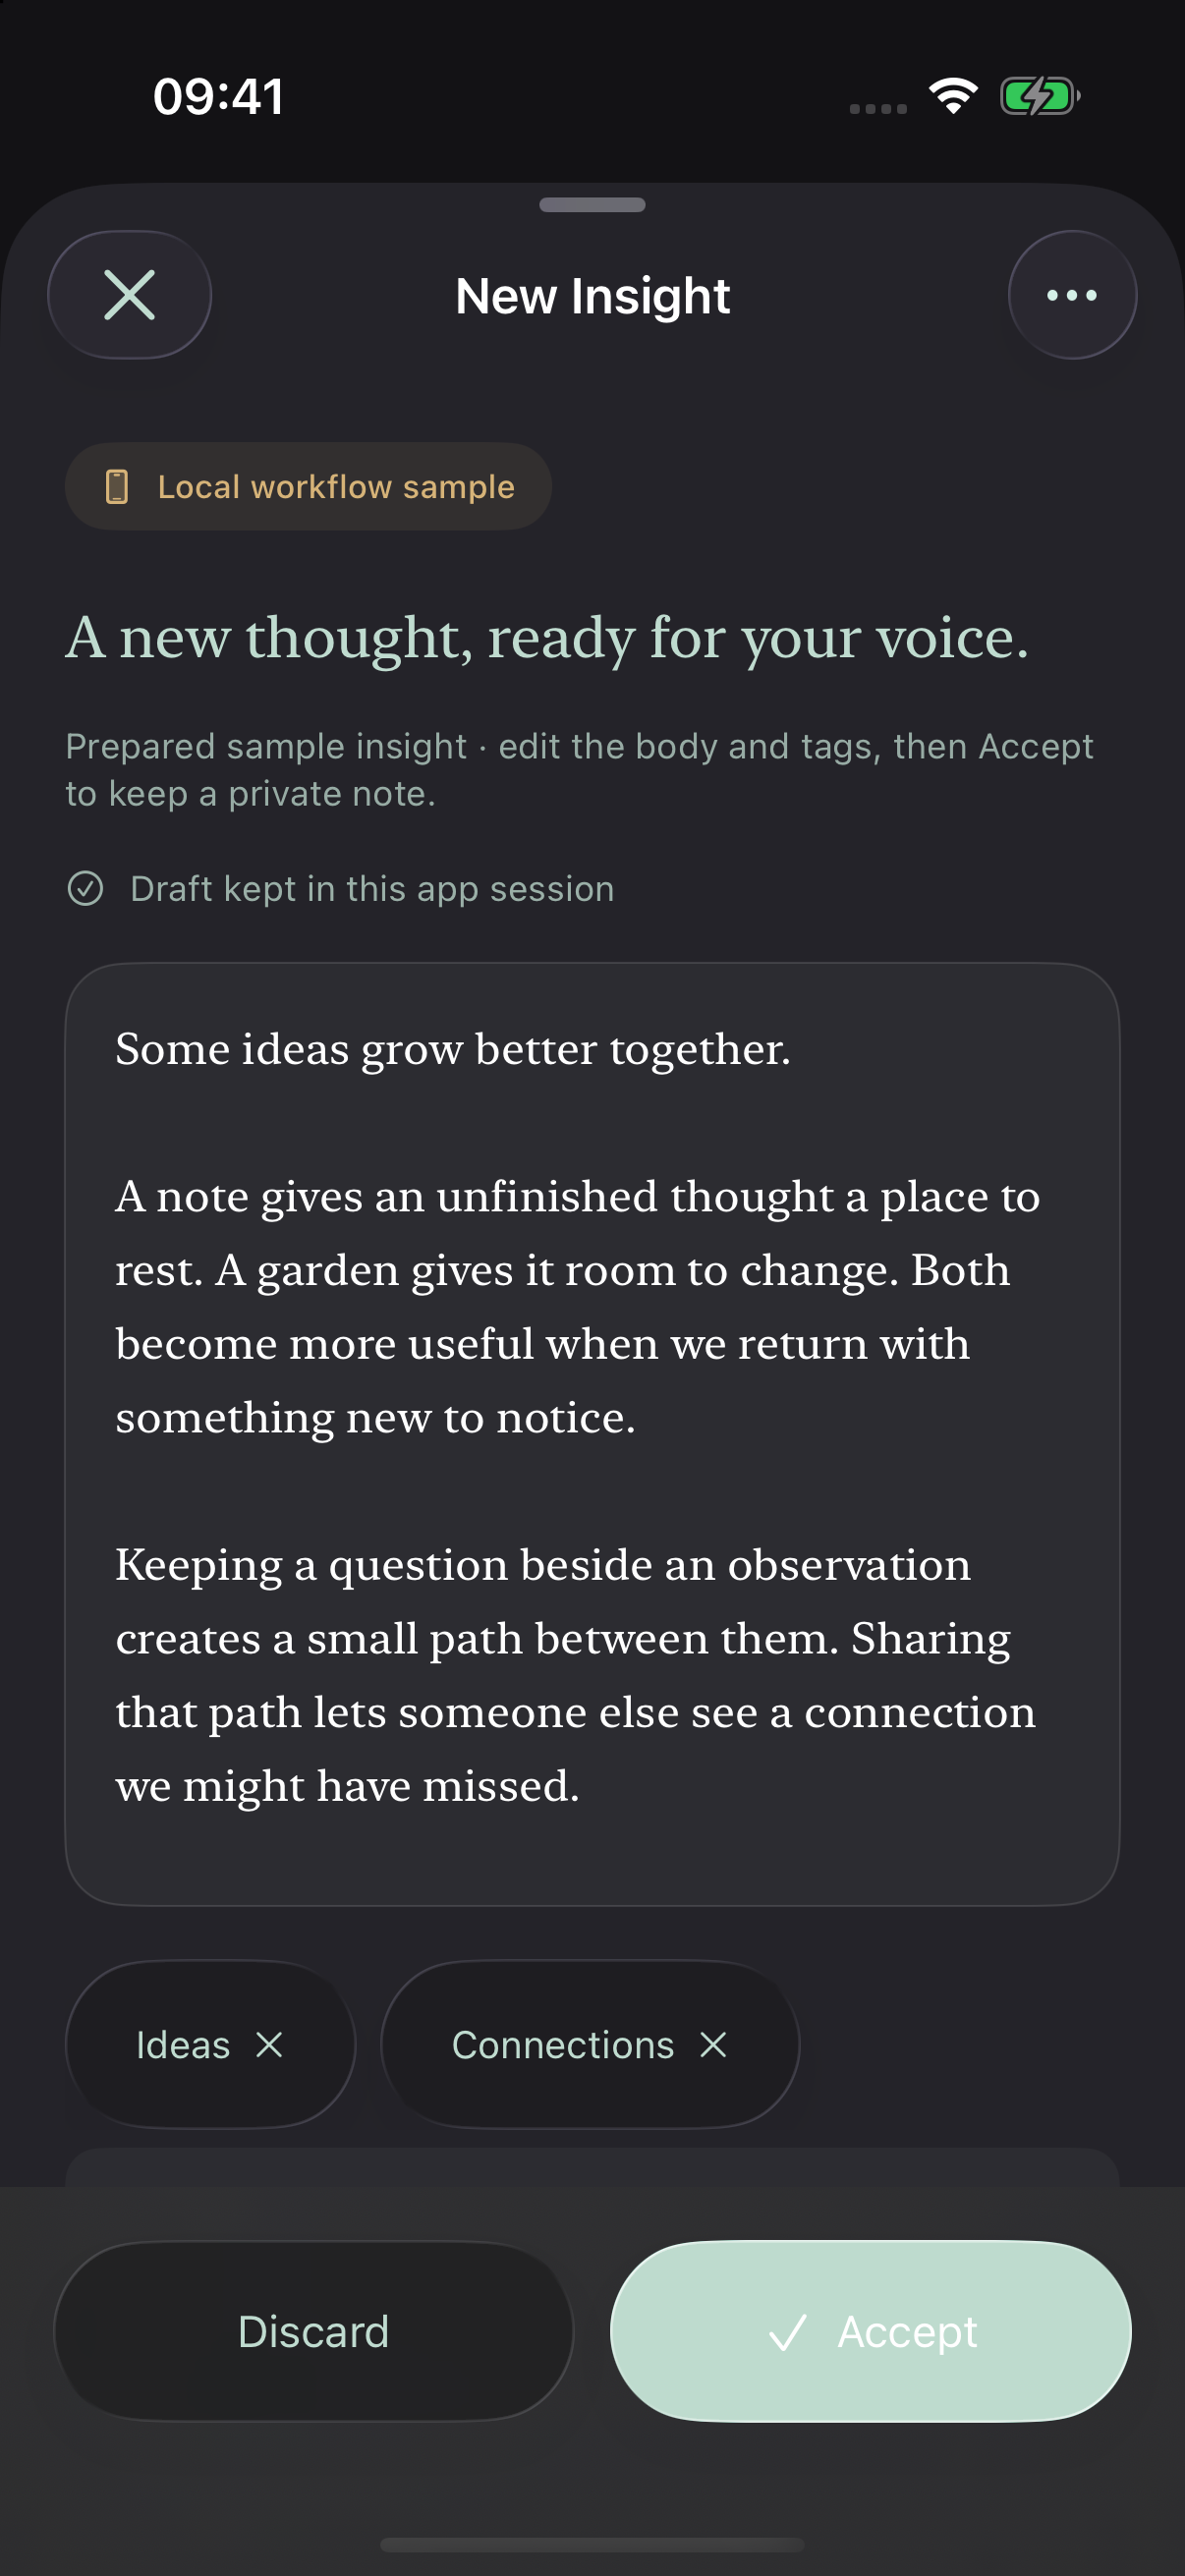 09:41
New Insight
Local workflow sample
A new thought, ready for your voice.
Prepared sample insight · edit the body and tags, then Accept
to keep a private note.
Draft kept in this app session
Some ideas grow better together.
A note gives an unfinished thought a place to
rest. A garden gives it room to change. Both
become more useful when we return with
something new to notice.
Keeping a question beside an observation
creates a small path between them. Sharing
that path lets someone else see a connection
we might have missed.
Ideas
Connections
Discard
Accept